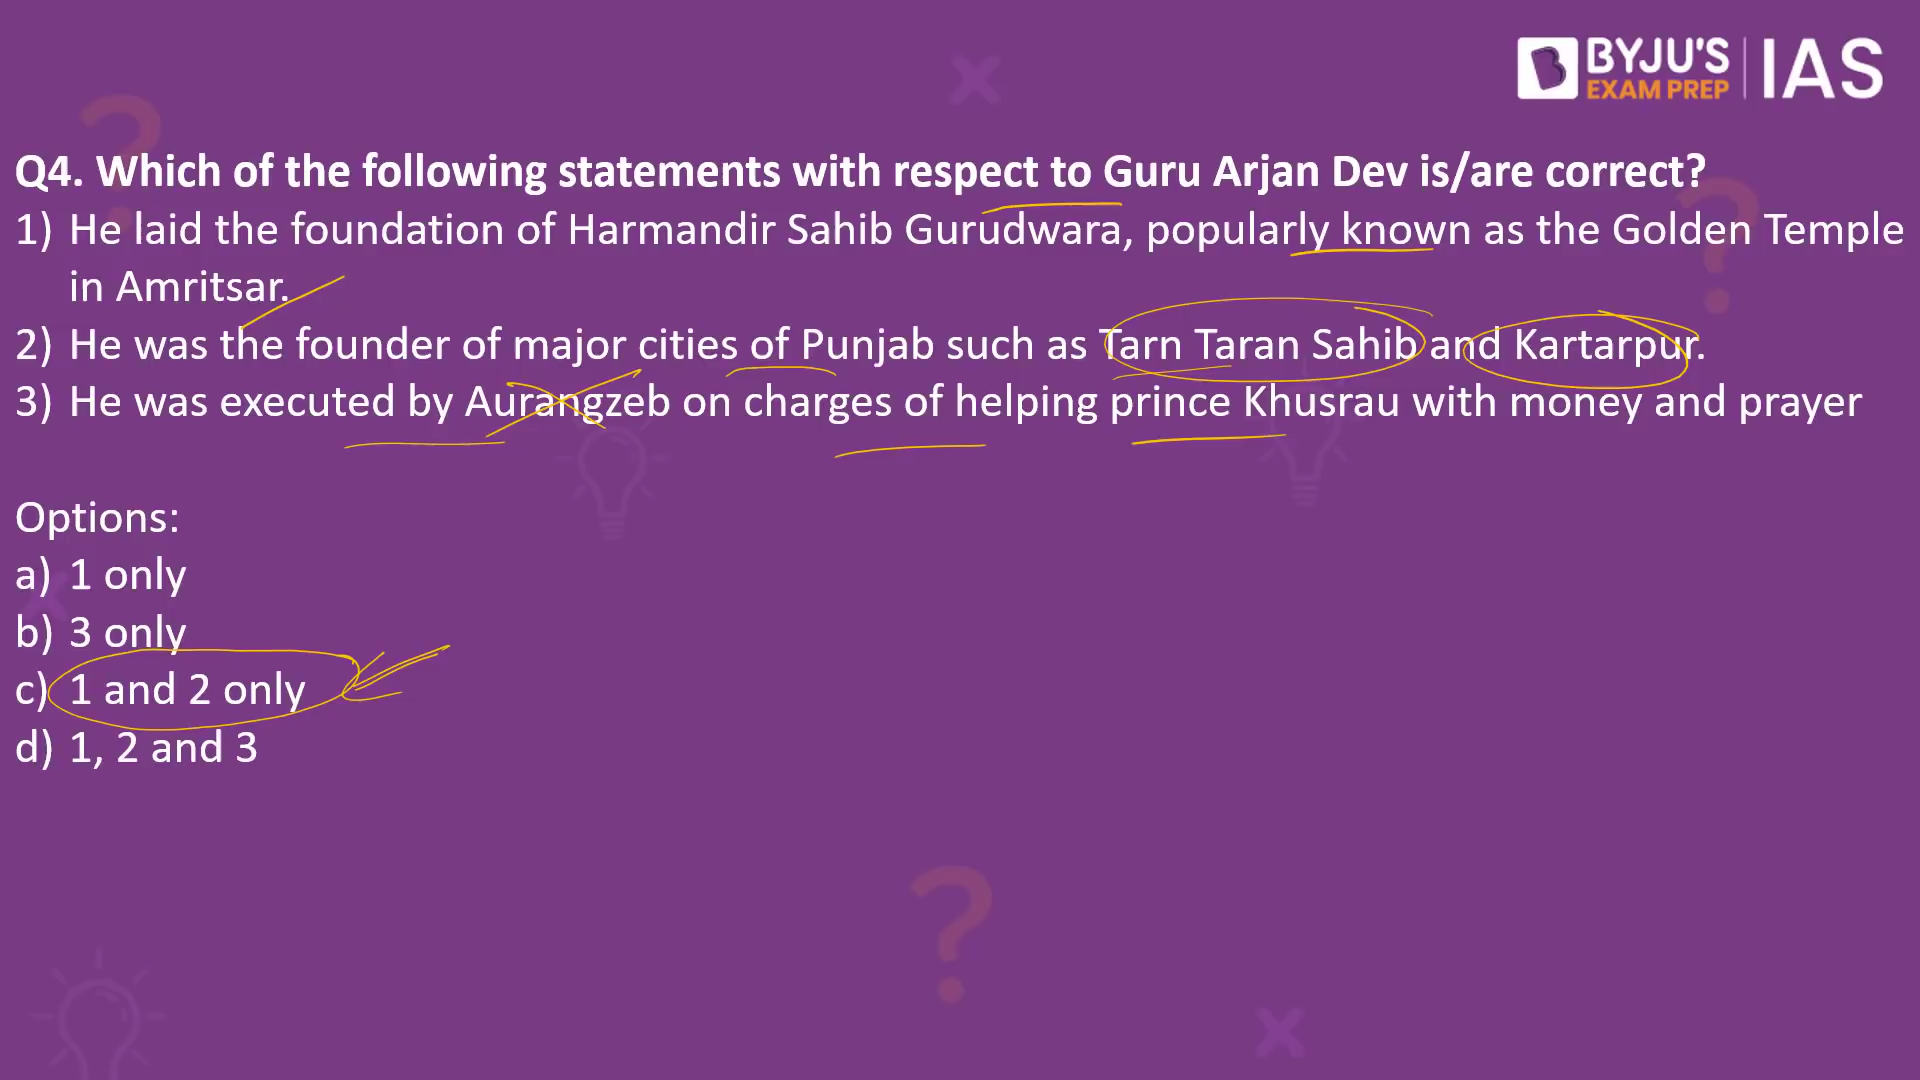 BYJU'S
EXAM PREP
IAS
Q4. Which of the following statements with respect to Guru Arjan Dev is/are correct?
1) He laid the foundation of Harmandir Sahib Gurudwara, popularly known as the Golden Temple
in Amritsar.
2) He was the founder of major cities of Punjab such as Tarn Taran Sahib and Kartarpur.
3) He was executed by Aurangzeb on charges of helping prince Khusrau with money and prayer
Options:
a) 1 only
b) 3 only
c) 1 and 2 only
d) 1, 2 and 3